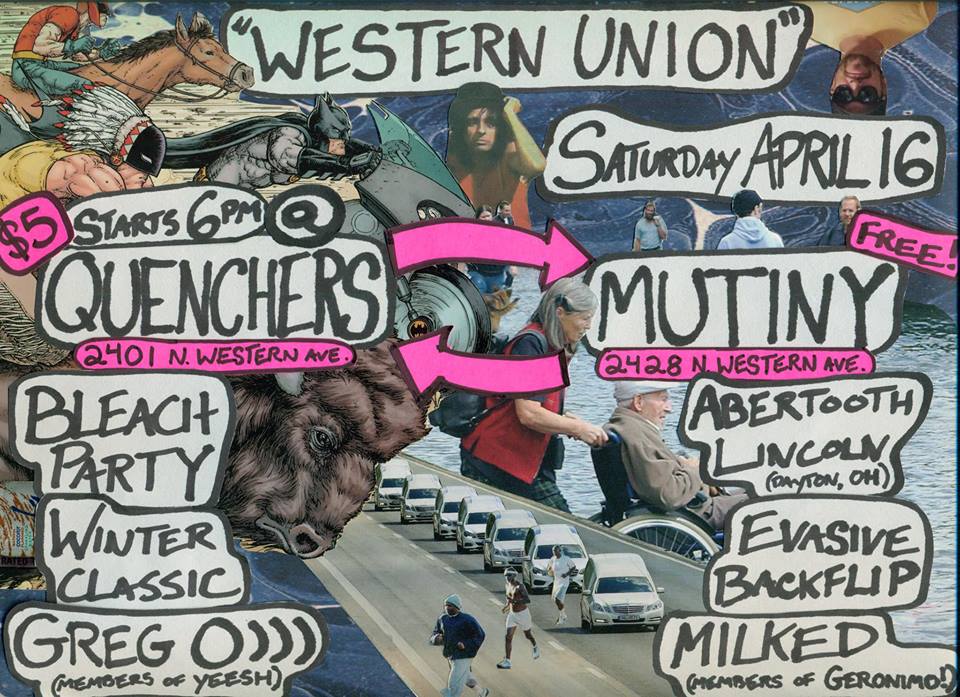 "WESTERN UNION"
SATURDAY APRIL 16
$5
STARTS 6PM @
QUENCHERS
2401 N. WESTERN AVE.
FREE!
MUTINY
2428 N. WESTERN AVE.
BLEACH
PARTY
WINTER
CLASSIC
GREG O))))
(MEMBERS OF YEESH)
ABERTOOTH
LINCOLN
(DAYTON, OH)
EVASIVE
BACKFLIP
MILKED
(MEMBERS OF GERONIMO!)